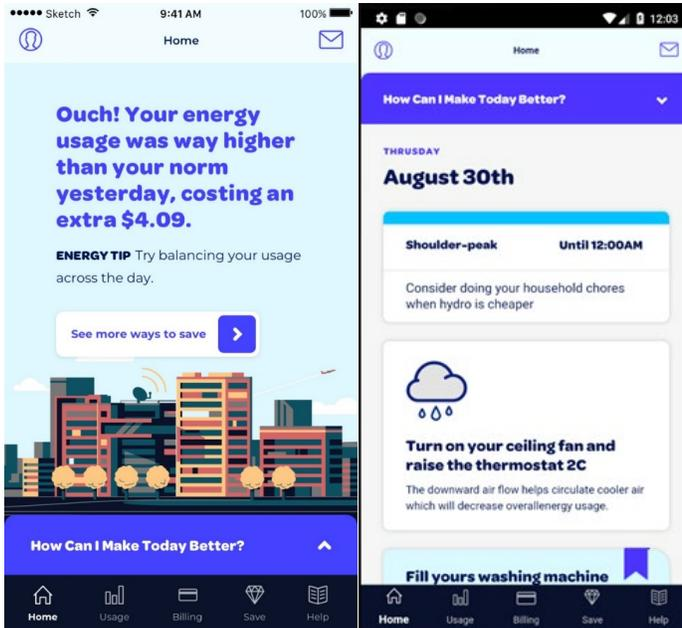 Sketch 9:41 AM 100%
Home
Ouch! Your energy
usage was way higher
than your norm
yesterday, costing an
extra $4.09.
ENERGY TIP Try balancing your usage
across the day.
See more ways to save
How Can I Make Today Better?
Home Usage Billing Save Help
12:03
Home
How Can I Make Today Better?
THRUSDAY
August 30th
Shoulder-peak Until 12:00AM
Consider doing your household chores
when hydro is cheaper
Turn on your ceiling fan and
raise the thermostat 2C
The downward air flow helps circulate cooler air
which will decrease overallenergy usage.
Fill yours washing machine
Home Usage Billing Save Help